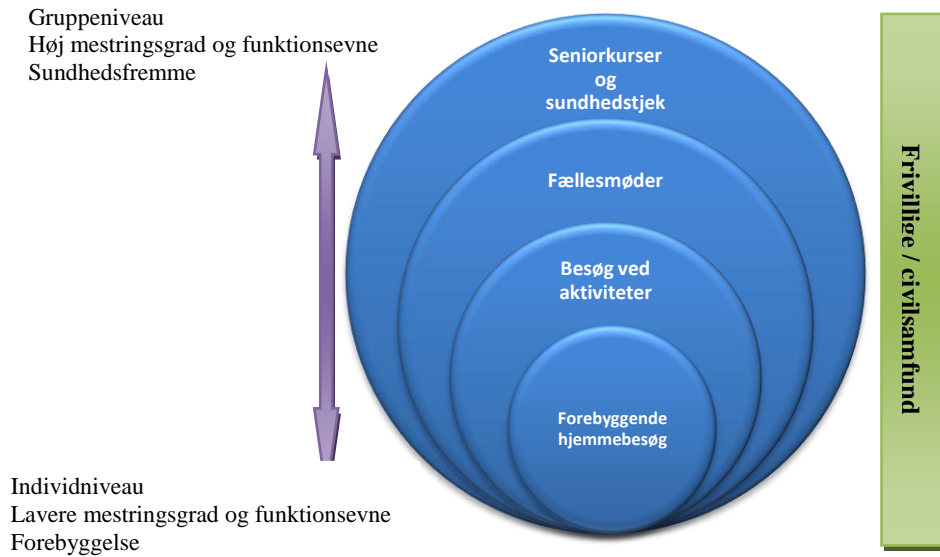 Gruppeniveau
Høj mestringsgrad og funktionsevne
Sundhedsfremme
Seniorkurser
og
sundhedstjek
Fællesmøder
Besøg ved
aktiviteter
Forebyggende
hjemmebesøg
Frivillige / civilsamfund
Individniveau
Lavere mestringsgrad og funktionsevne
Forebyggelse